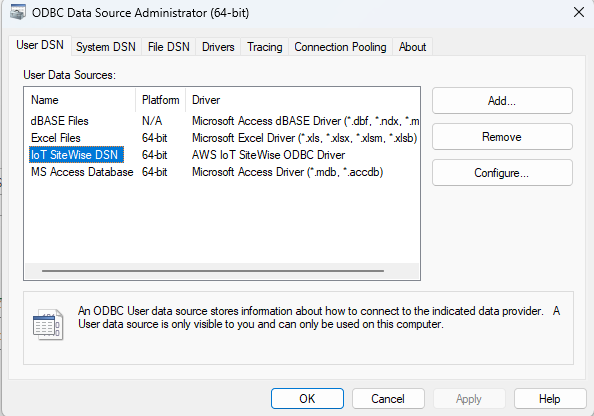 ODBC Data Source Administrator (64-bit)
User DSN System DSN File DSN Drivers Tracing Connection Pooling About
User Data Sources:
Name Platform Driver
dBASE Files N/A Microsoft Access dBASE Driver (*.dbf, *.ndx, *.m
Excel Files 64-bit Microsoft Excel Driver (*.xls, *.xlsx, *.xlsm, *.xlsb)
IoT SiteWise DSN 64-bit AWS IoT SiteWise ODBC Driver
MS Access Database 64-bit Microsoft Access Driver (*.mdb, *.accdb)
Add...
Remove
Configure...
An ODBC User data source stores information about how to connect to the indicated data provider. A
User data source is only visible to you and can only be used on this computer.
OK Cancel Apply Help